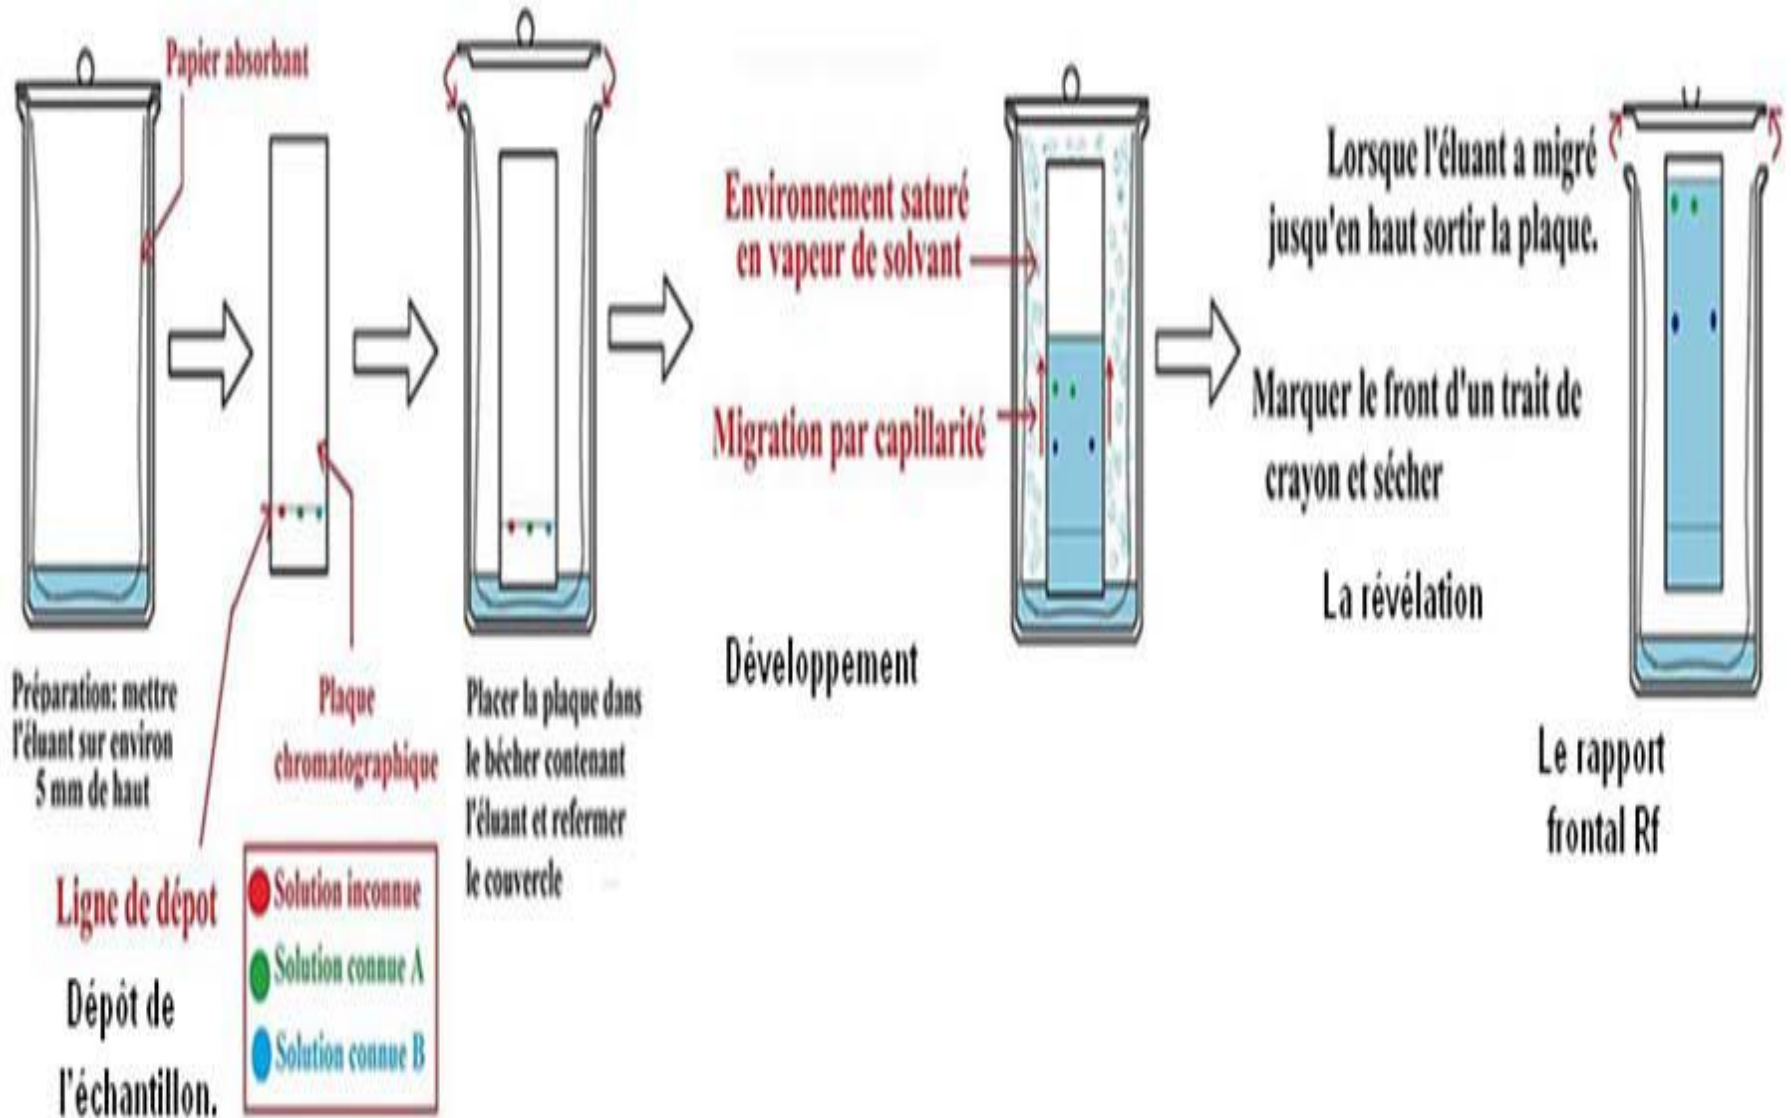 Papier absorbant
Préparation: mettre
l'éluant sur environ
5 mm de haut
Ligne de dépot
Dépôt de
l'échantillon.
Plaque
chromatographique
Solution inconnue
Solution connue A
Solution connue B
Placer la plaque dans
le bécher contenant
l'éluant et refermer
le couvercle
Environnement saturé
en vapeur de solvant
Migration par capillarité
Développement
Lorsque l'éluant a migré
jusqu'en haut sortir la plaque.
Marquer le front d'un trait de
crayon et sécher
La révélation
Le rapport
frontal Rf